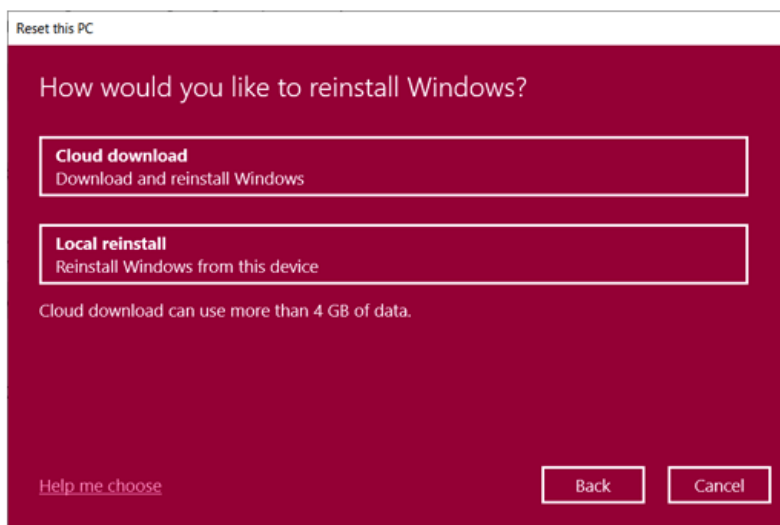 Reset this PC
How would you like to reinstall Windows?
Cloud download
Download and reinstall Windows
Local reinstall
Reinstall Windows from this device
Cloud download can use more than 4 GB of data.
Help me choose
Back
Cancel